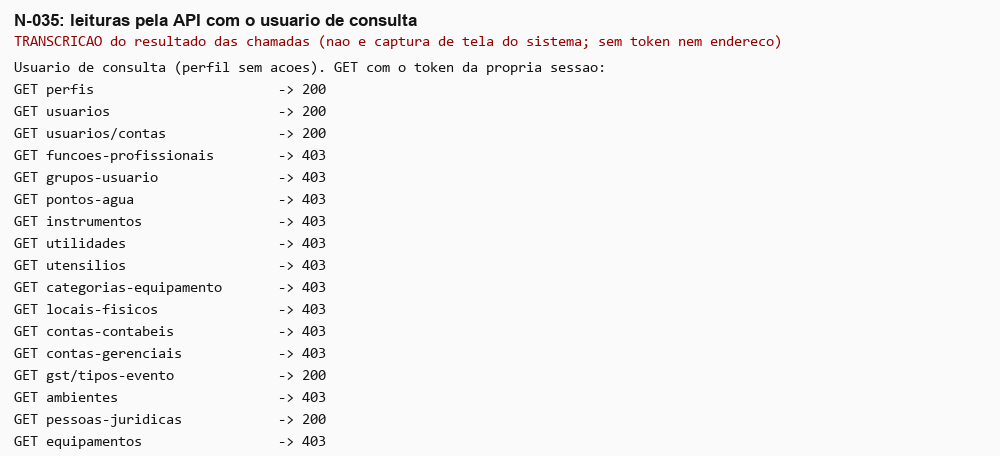 N-035: leituras pela API com o usuario de consulta
TRANSCRICAO do resultado das chamadas (nao e captura de tela do sistema; sem token nem endereco)
Usuario de consulta (perfil sem acoes). GET com o token da propria sessao:
GET perfis -> 200
GET usuarios -> 200
GET usuarios/contas -> 200
GET funcoes-profissionais -> 403
GET grupos-usuario -> 403
GET pontos-agua -> 403
GET instrumentos -> 403
GET utilidades -> 403
GET utensilios -> 403
GET categorias-equipamento -> 403
GET locais-fisicos -> 403
GET contas-contabeis -> 403
GET contas-gerenciais -> 403
GET gst/tipos-evento -> 200
GET ambientes -> 403
GET pessoas-juridicas -> 200
GET equipamentos -> 403